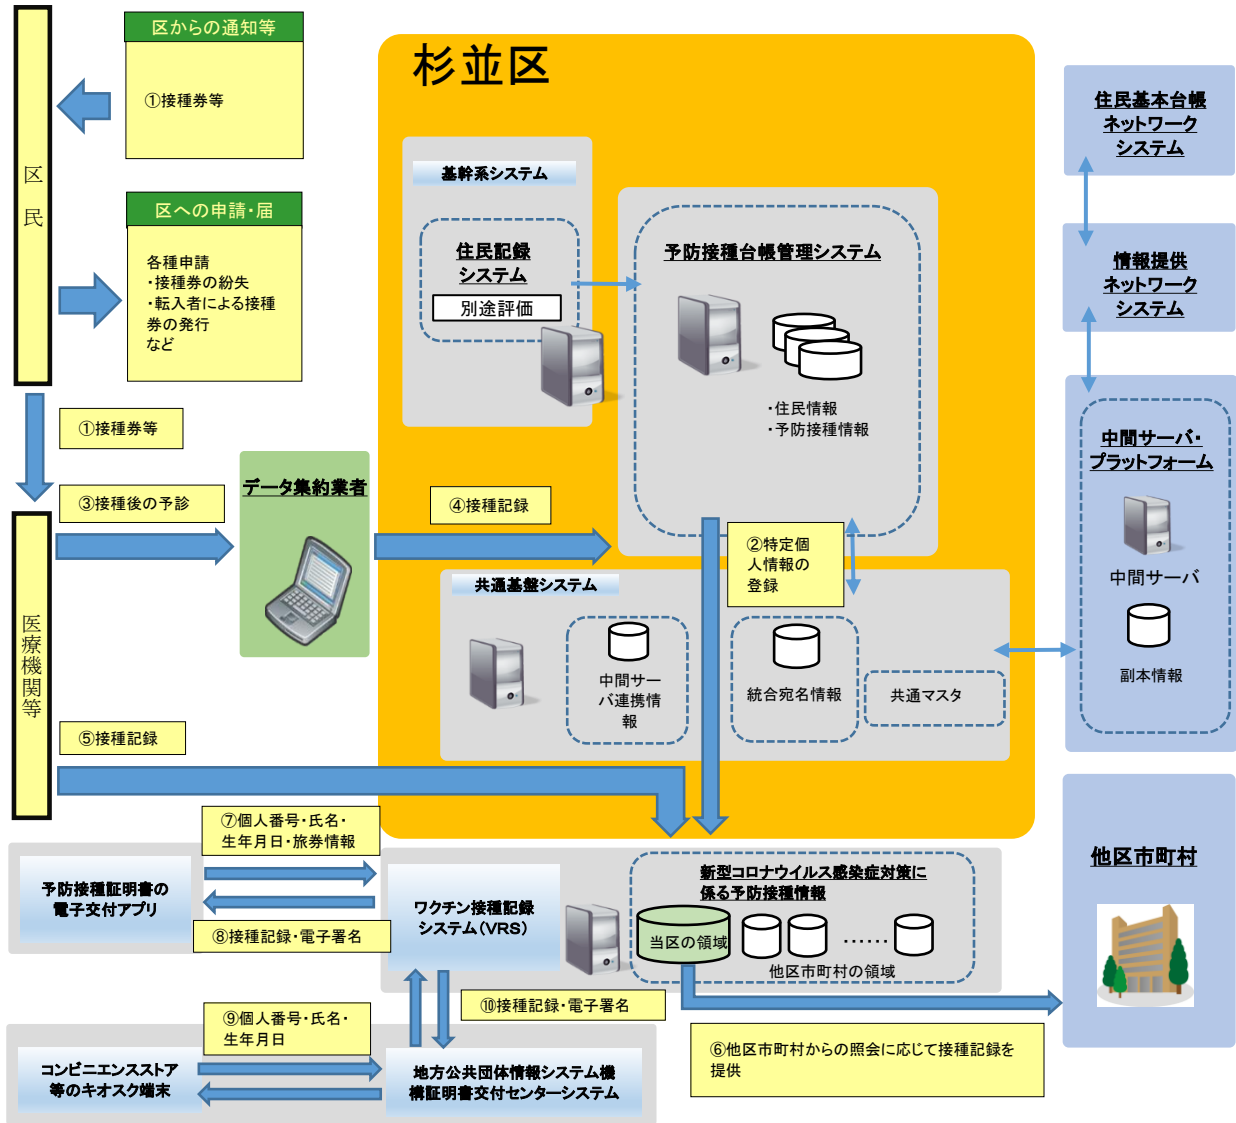 区からの通知等
①接種券等
区民
区への申請・届
各種申請
・接種券の紛失
・転入者による接種
券の発行
など
①接種券等
③接種後の予診
データ集約業者
④接種記録
医療機関等
⑤接種記録
杉並区
基幹系システム
住民記録
システム
別途評価
予防接種台帳管理システム
・住民情報
・予防接種情報
②特定個
人情報の
登録
共通基盤システム
中間サー
バ連携情
報
統合宛名情報
共通マスタ
住民基本台帳
ネットワーク
システム
情報提供
ネットワーク
システム
中間サーバ・
プラットフォーム
中間サーバ
副本情報
他区市町村
⑦個人番号・氏名・
生年月日・旅券情報
予防接種証明書の
電子交付アプリ
⑧接種記録・電子署名
ワクチン接種記録
システム(VRS)
新型コロナウイルス感染症対策に
係る予防接種情報
当区の領域
……
他区市町村の領域
⑩接種記録・電子署名
⑨個人番号・氏名・
生年月日
コンビニエンスストア
等のキオスク端末
地方公共団体情報システム機
構証明書交付センターシステム
⑥他区市町村からの照会に応じて接種記録を
提供